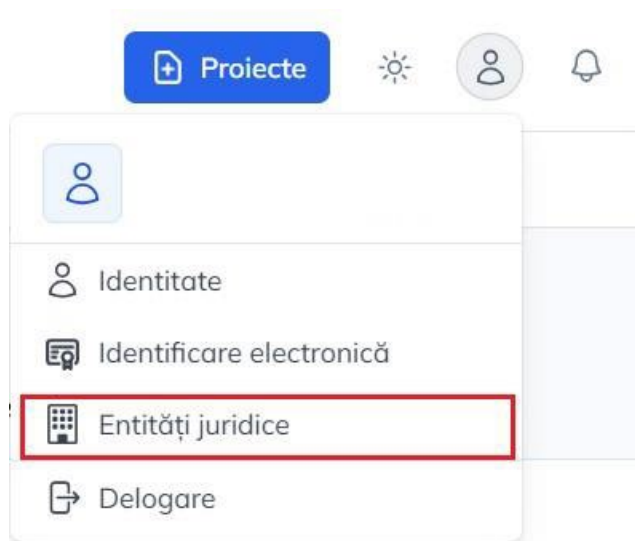 Proiecte
Identitate
Identificare electronică
Entități juridice
Delogare